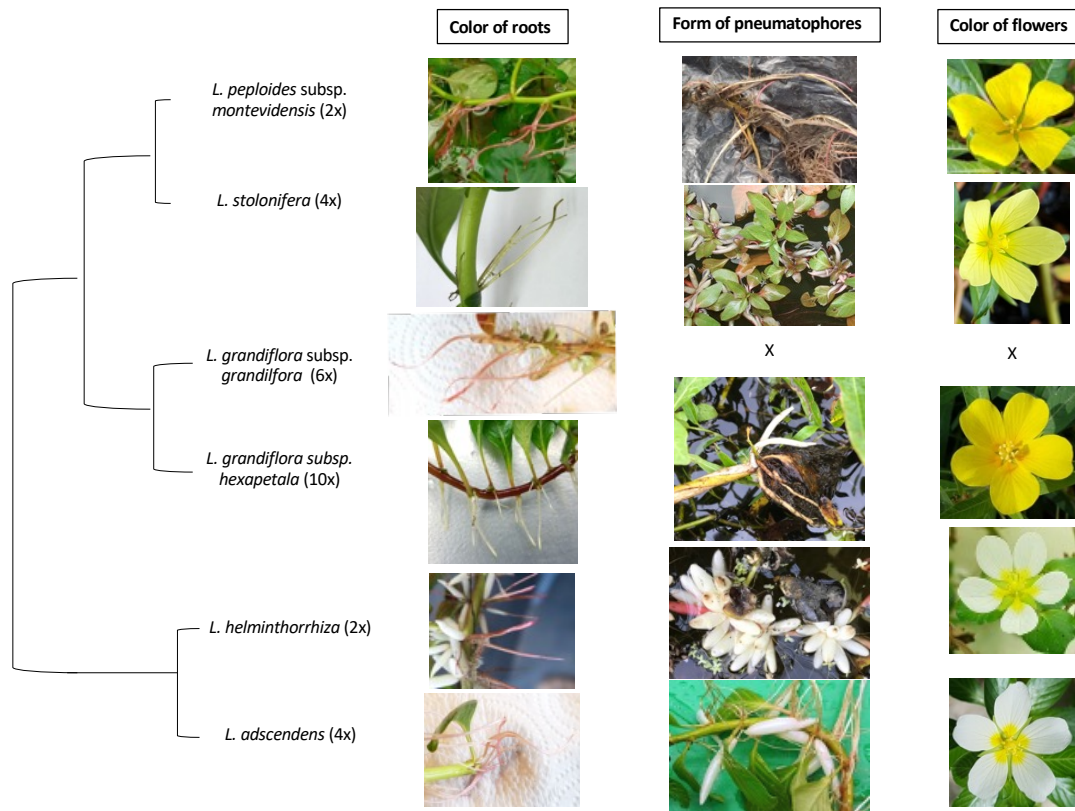 Color of roots
Form of pneumatophores
Color of flowers
L. peploides subsp.
montevidensis (2x)
L. stolonifera (4x)
L. grandiflora subsp.
grandilfora (6x)
X
X
L. grandiflora subsp.
hexapetala (10x)
L. helminthorrhiza (2x)
L. adscendens (4x)